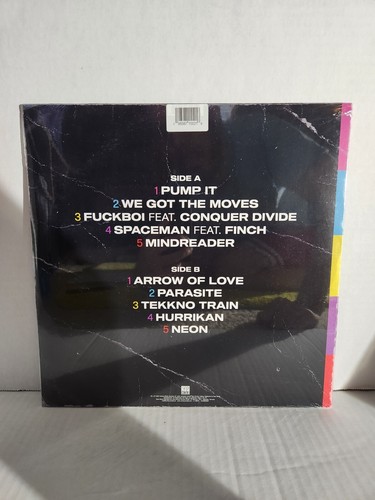 SIDE A
1 PUMP IT
2 WE GOT THE MOVES
3 FUCKBOI FEAT. CONQUER DIVIDE
4 SPACEMAN FEAT. FINCH
5 MINDREADER
SIDE B
1 ARROW OF LOVE
2 PARASITE
3 TEKKNO TRAIN
4 HURRIKAN
5 NEON